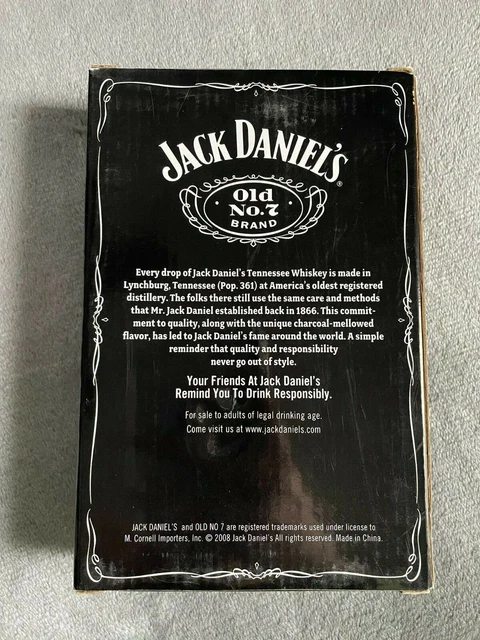 JACK DANIEL'S
®
Old
No.7
BRAND
Every drop of Jack Daniel's Tennessee Whiskey is made in
Lynchburg, Tennessee (Pop. 361) at America's oldest registered
distillery. The folks there still use the same care and methods
that Mr. Jack Daniel established back in 1866. This commit-
ment to quality, along with the unique charcoal-mellowed
flavor, has led to Jack Daniel's fame around the world. A simple
reminder that quality and responsibility
never go out of style.
Your Friends At Jack Daniel's
Remind You To Drink Responsibly.
For sale to adults of legal drinking age.
Come visit us at www.jackdaniels.com
JACK DANIEL'S and OLD NO 7 are registered trademarks used under license to
M. Cornell Importers, Inc. © 2008 Jack Daniel's All rights reserved. Made in China.